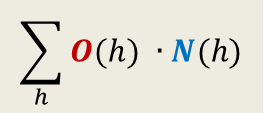 ∑ O(h) · N(h)
h